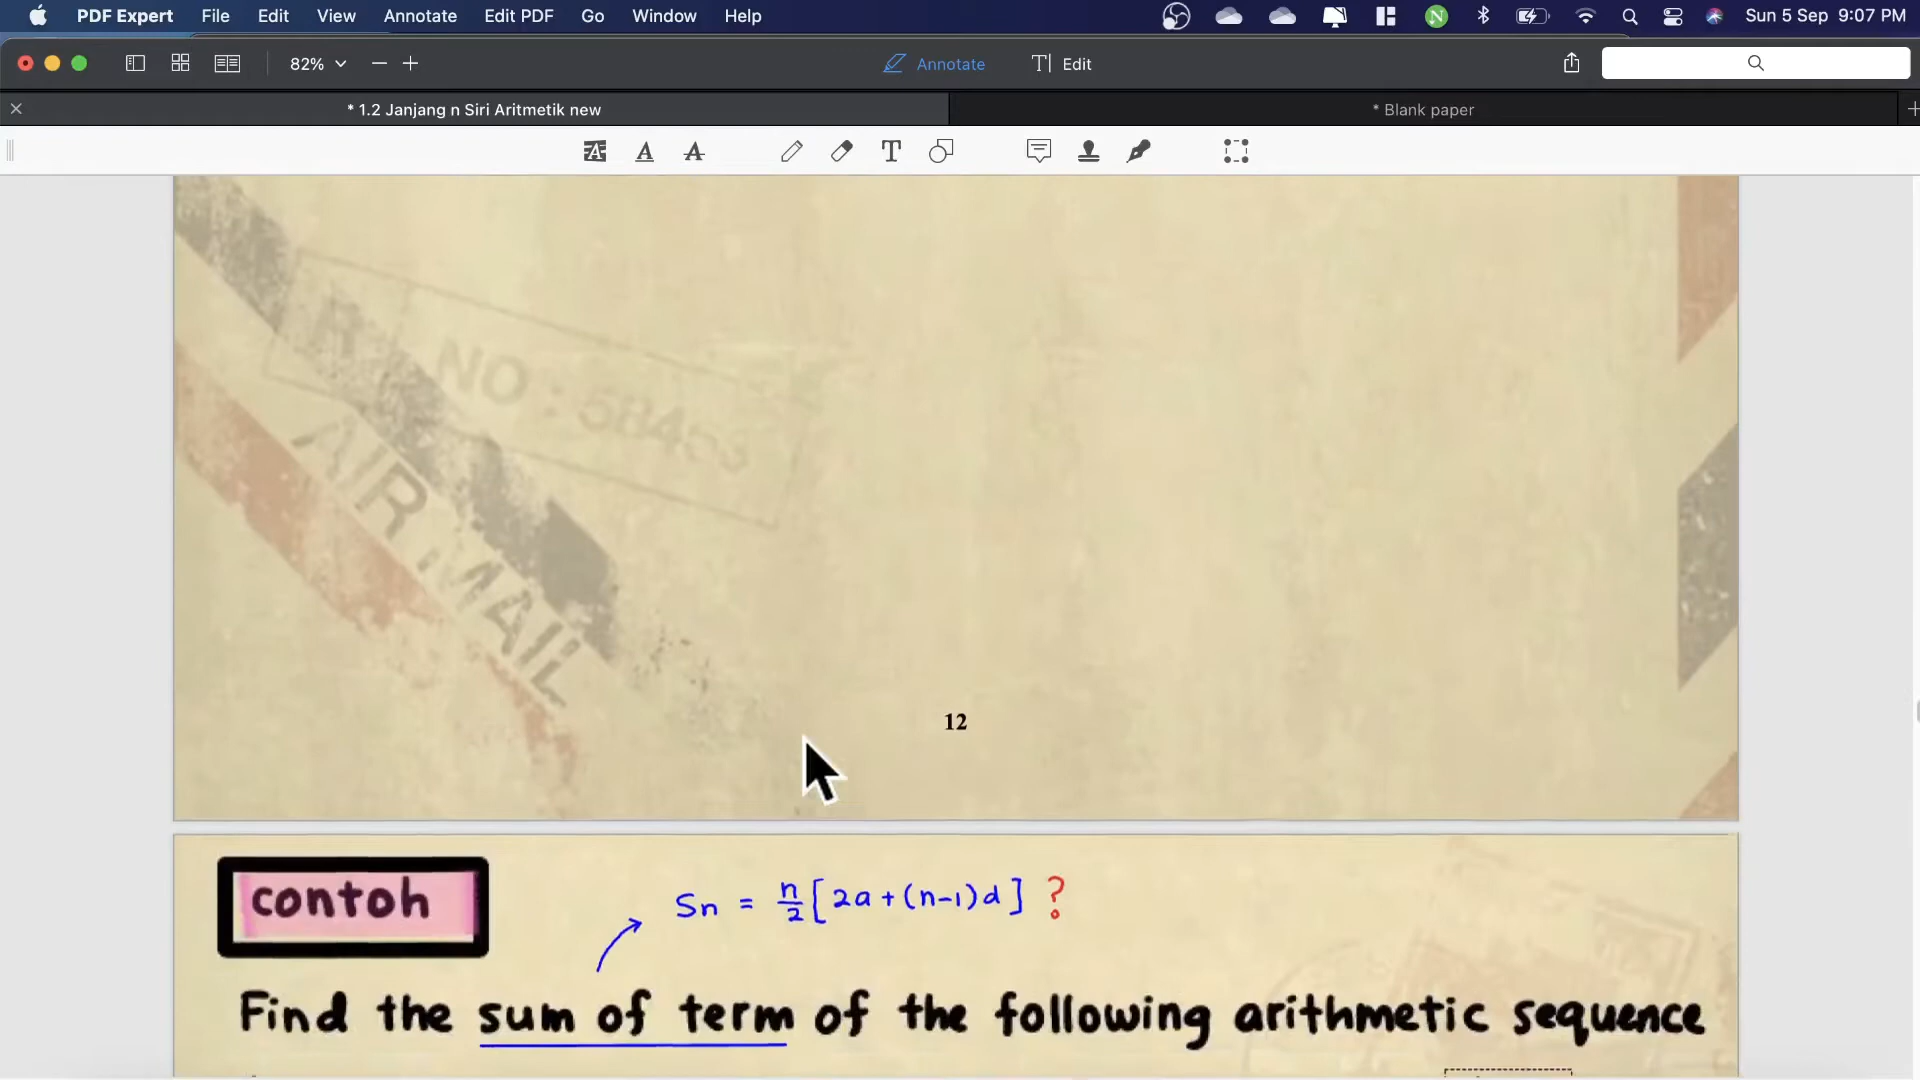 PDF Expert File Edit View Annotate Edit PDF Go Window Help Sun 5 Sep 9:07 PM
82% Annotate Edit
* 1.2 Janjang n Siri Aritmetik new * Blank paper
NO : 584
AIR MAIL
12
contoh
Sn = n/2 [2a + (n-1)d] ?
Find the sum of term of the following arithmetic sequence